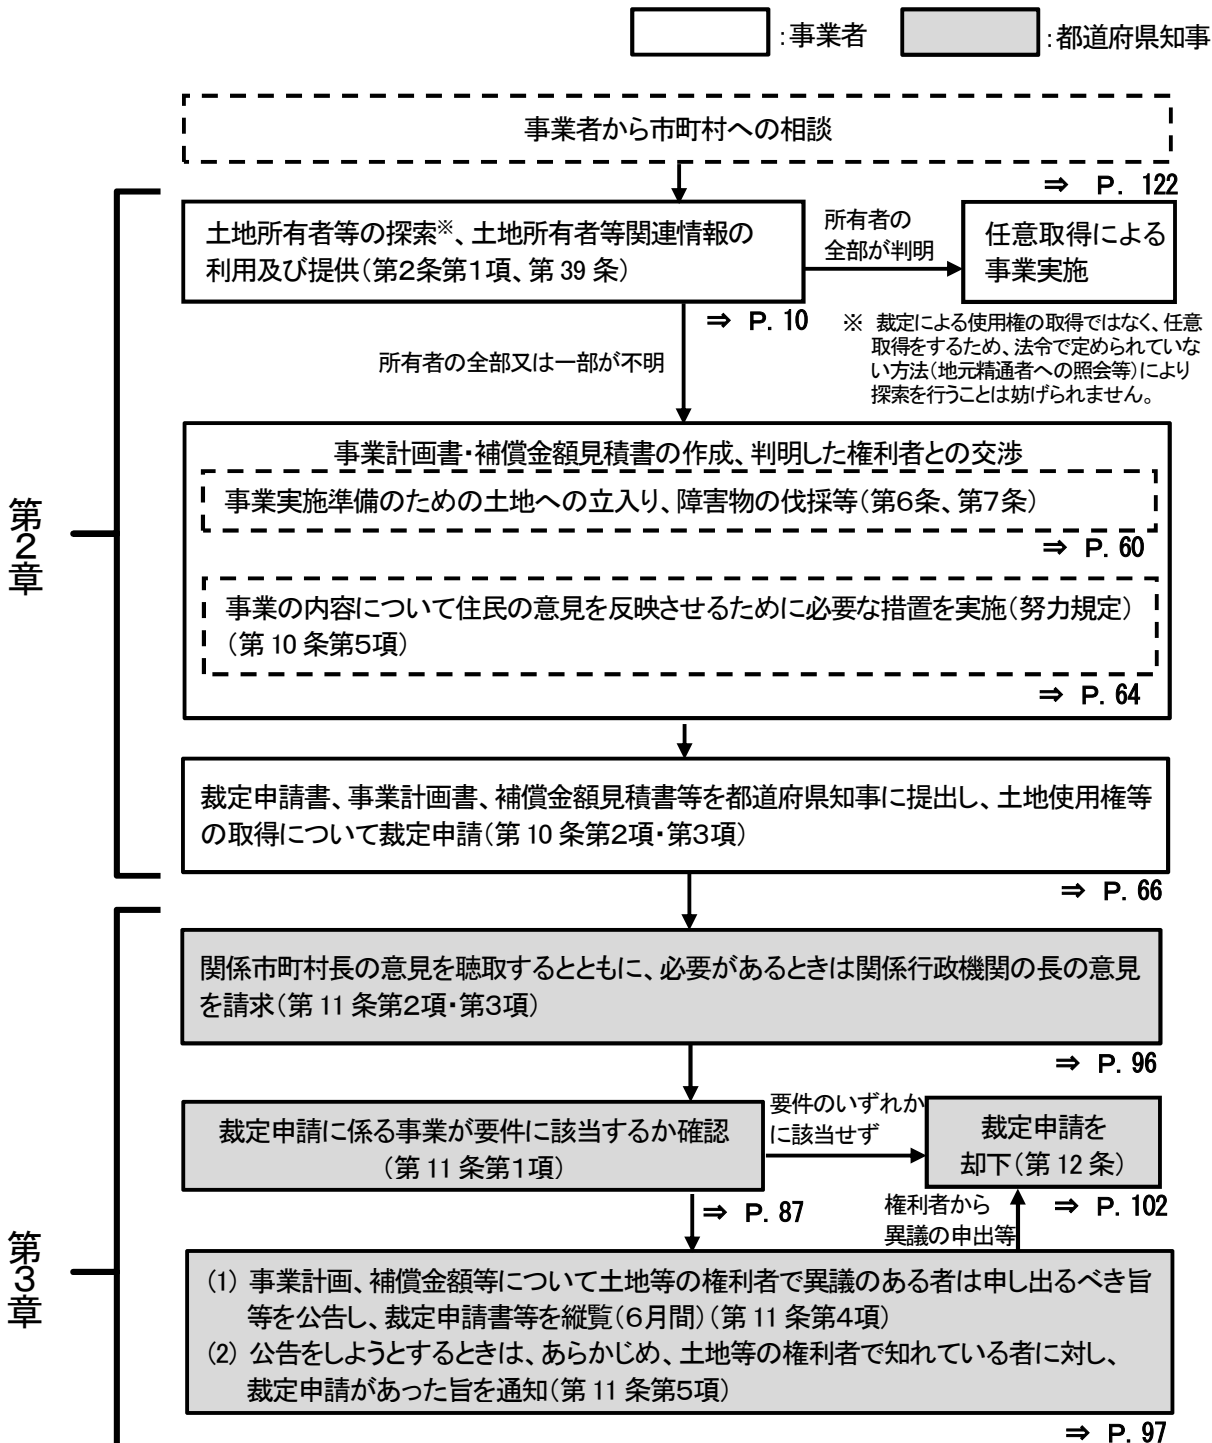 ：事業者
：都道府県知事
事業者から市町村への相談
⇒ P. 122
第２章
土地所有者等の探索※、土地所有者等関連情報の
利用及び提供（第２条第１項、第 39 条）
⇒ P. 10
所有者の
全部が判明
任意取得による
事業実施
※ 裁定による使用権の取得ではなく、任意
取得をするため、法令で定められていな
い方法（地元精通者への照会等）により
探索を行うことは妨げられません。
所有者の全部又は一部が不明
事業計画書・補償金額見積書の作成、判明した権利者との交渉
事業実施準備のための土地への立入り、障害物の伐採等（第６条、第７条）
⇒ P. 60
事業の内容について住民の意見を反映させるために必要な措置を実施（努力規定）
（第 10 条第５項）
⇒ P. 64
裁定申請書、事業計画書、補償金額見積書等を都道府県知事に提出し、土地使用権等
の取得について裁定申請（第 10 条第２項・第３項）
⇒ P. 66
第３章
関係市町村長の意見を聴取するとともに、必要があるときは関係行政機関の長の意見
を請求（第 11 条第２項・第３項）
⇒ P. 96
裁定申請に係る事業が要件に該当するか確認
（第 11 条第１項）
⇒ P. 87
要件のいずれか
に該当せず
裁定申請を
却下（第 12 条）
⇒ P. 102
権利者から
異議の申出等
(1) 事業計画、補償金額等について土地等の権利者で異議のある者は申し出るべき旨
等を公告し、裁定申請書等を縦覧（６月間）（第 11 条第４項）
(2) 公告をしようとするときは、あらかじめ、土地等の権利者で知れている者に対し、
裁定申請があった旨を通知（第 11 条第５項）
⇒ P. 97